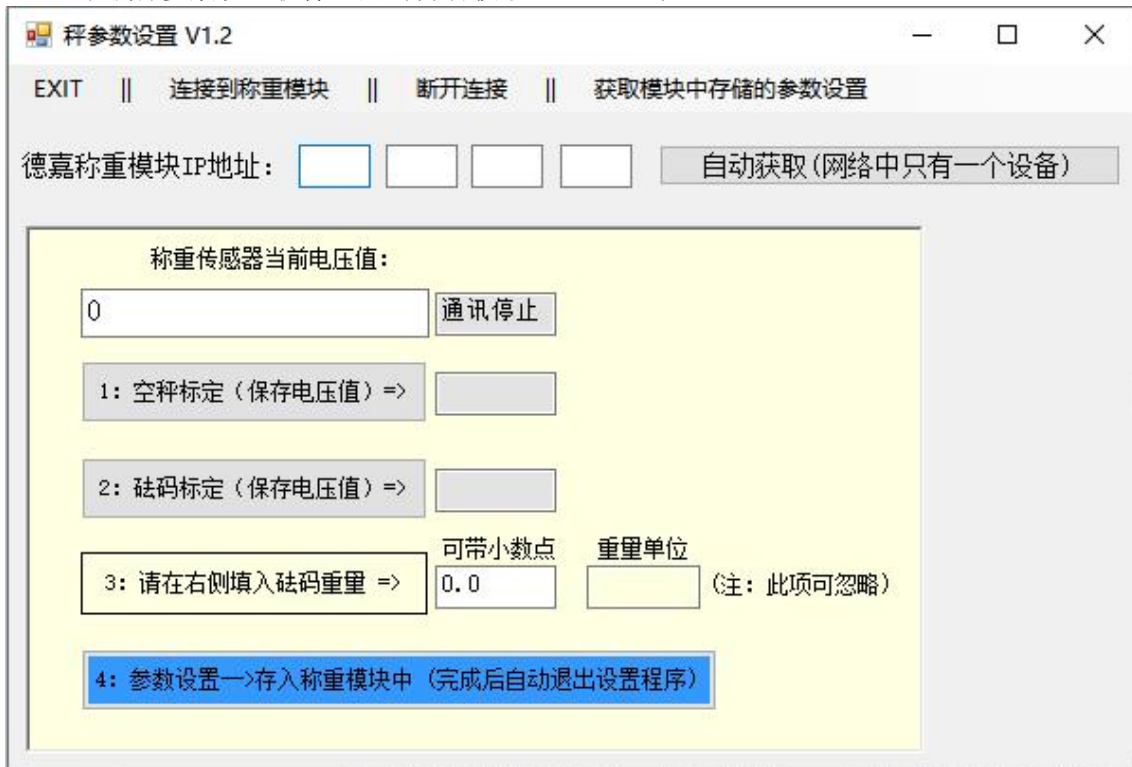 秤参数设置 V1.2
EXIT || 连接到称重模块 || 断开连接 || 获取模块中存储的参数设置
德嘉称重模块IP地址: 自动获取(网络中只有一个设备)
称重传感器当前电压值:
0 通讯停止
1: 空秤标定(保存电压值)=>
2: 砝码标定(保存电压值)=>
可带小数点 重量单位
3: 请在右侧填入砝码重量 => 0.0 (注: 此项可忽略)
4: 参数设置—>存入称重模块中 (完成后自动退出设置程序)